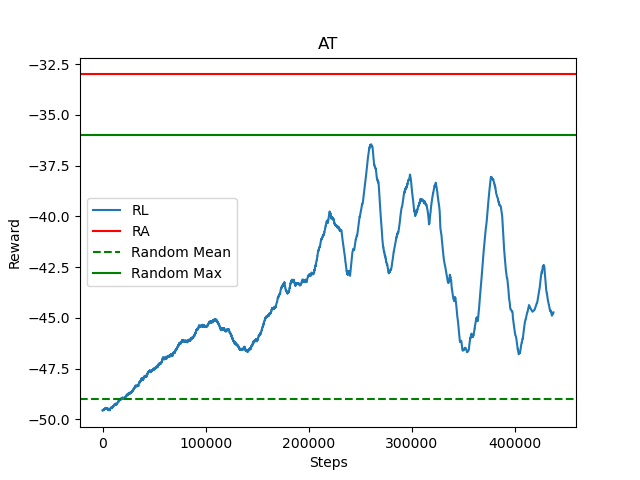 AT
−32.5
−35.0
−37.5
−40.0
−42.5
−45.0
−47.5
−50.0
Reward
RL
RA
Random Mean
Random Max
0
100000
200000
300000
400000
Steps